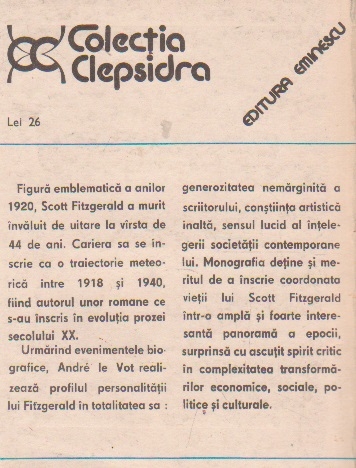 Colecția
Clepsidra
EDITURA EMINESCU
Lei 26
Figură emblematică a anilor
1920, Scott Fitzgerald a murit
învăluit de uitare la vîrsta de
44 de ani. Cariera sa se în-
scrie ca o traiectorie meteo-
rică între 1918 și 1940,
fiind autorul unor romane ce
s-au înscris în evoluția prozei
secolului XX.
Urmărind evenimentele bio-
grafice, André le Vot reali-
zează profilul personalității
lui Fitzgerald în totalitatea sa :
generozitatea nemărginită a
scriitorului, conștiința artistică
înaltă, sensul lucid al înțele-
gerii societății contemporane
lui. Monografia deține și me-
ritul de a înscrie coordonata
vieții lui Scott Fitzgerald
într-o amplă și foarte intere-
santă panoramă a epocii,
surprinsă cu ascuțit spirit critic
în complexitatea transformă-
rilor economice, sociale, po-
litice și culturale.